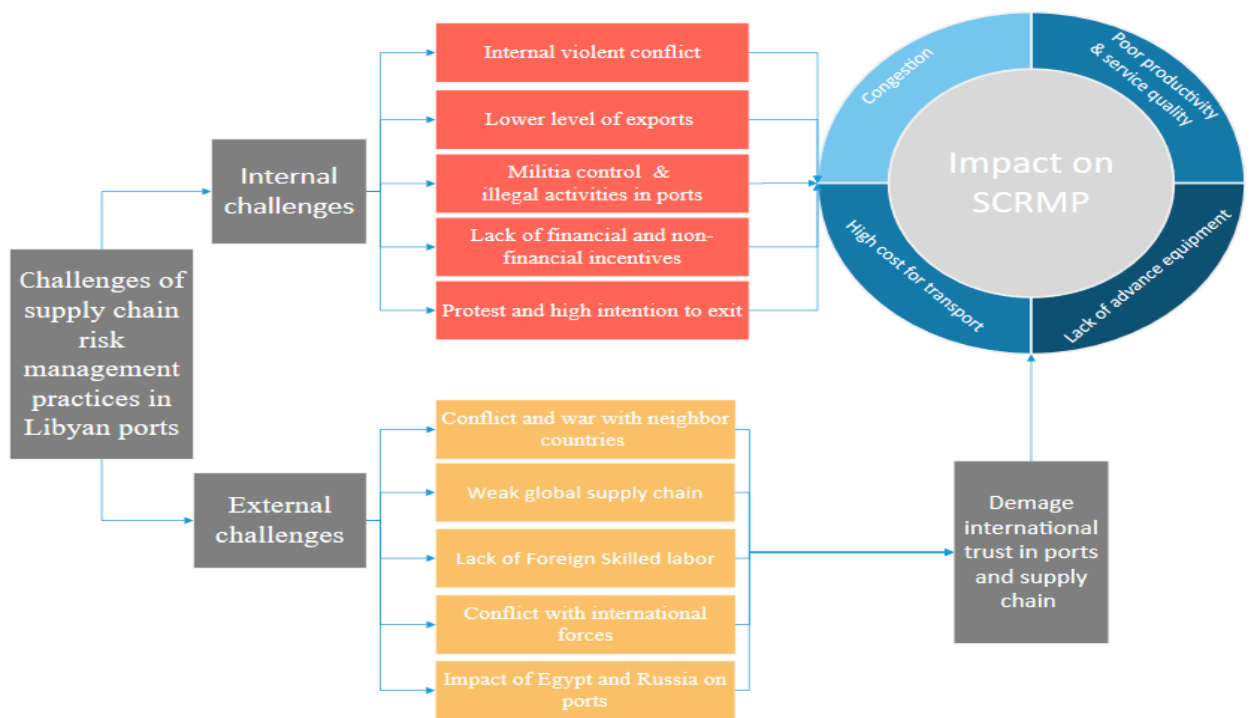 Challenges of
supply chain
risk
management
practices in
Libyan ports
Internal
challenges
External
challenges
Internal violent conflict
Lower level of exports
Militia control &
illegal activities in ports
Lack of financial and non-
financial incentives
Protest and high intention to exit
Conflict and war with neighbor
countries
Weak global supply chain
Lack of Foreign Skilled labor
Conflict with international
forces
Impact of Egypt and Russia on
ports
Demage
international
trust in ports
and supply
chain
Congestion
Poor productivity
& service quality
High cost for transport
Lack of advance equipment
Impact on
SCRMP